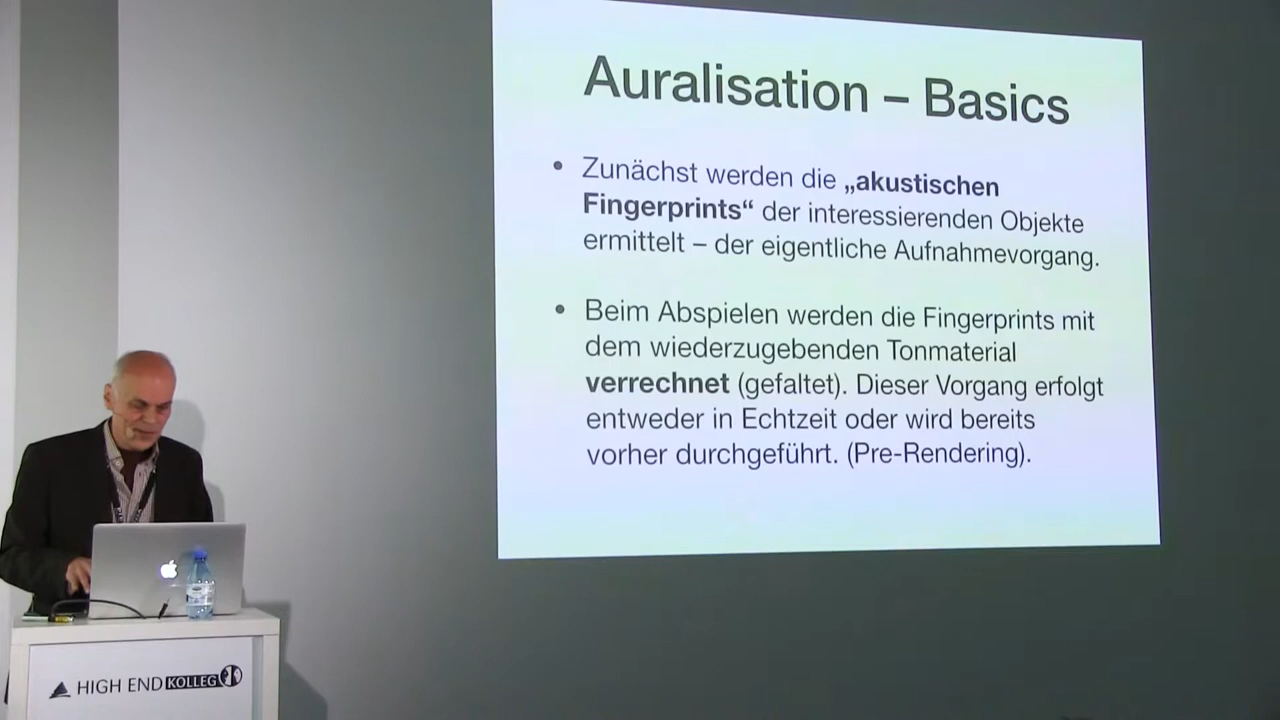 Auralisation – Basics
• Zunächst werden die „akustischen
Fingerprints“ der interessierenden Objekte
ermittelt – der eigentliche Aufnahmevorgang.
• Beim Abspielen werden die Fingerprints mit
dem wiederzugebenden Tonmaterial
verrechnet (gefaltet). Dieser Vorgang erfolgt
entweder in Echtzeit oder wird bereits
vorher durchgeführt. (Pre-Rendering).
HIGH END KOLLEG